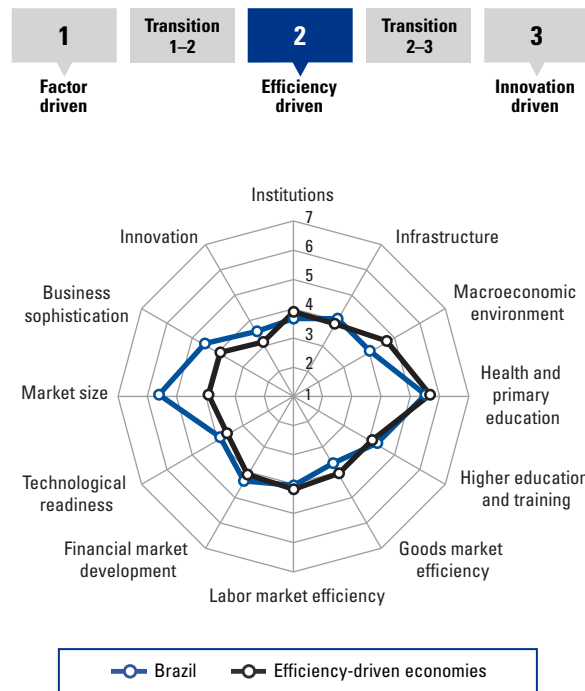 1
Transition
1–2
2
Transition
2–3
3
Factor
driven
Efficiency
driven
Innovation
driven
Institutions
Infrastructure
Macroeconomic
environment
Health and
primary
education
Higher education
and training
Goods market
efficiency
Labor market efficiency
Financial market
development
Technological
readiness
Market size
Business
sophistication
Innovation
7
6
5
4
3
2
1
Brazil
Efficiency-driven economies